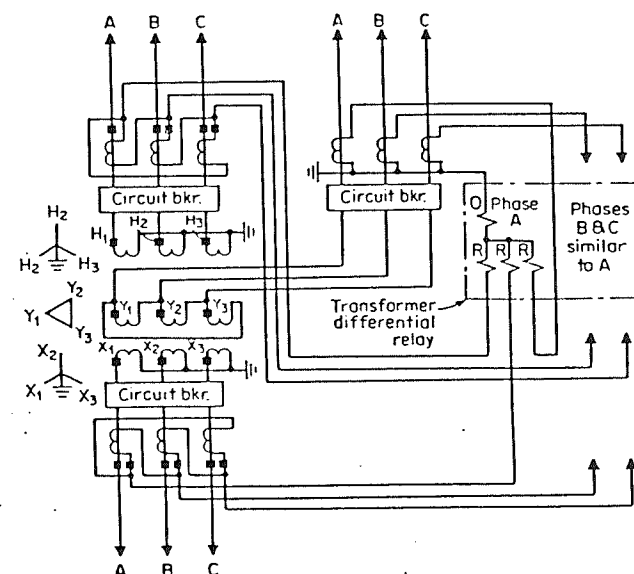 A B C
A B C
Circuit bkr.
Circuit bkr.
O Phase A
Phases B & C similar to A
R R R
H2
H2 H3
H1 H2 H3
Y2
Y1 Y3
Y1 Y2 Y3
Transformer differential relay
X2
X1 X3
X1 X2 X3
Circuit bkr.
A B C